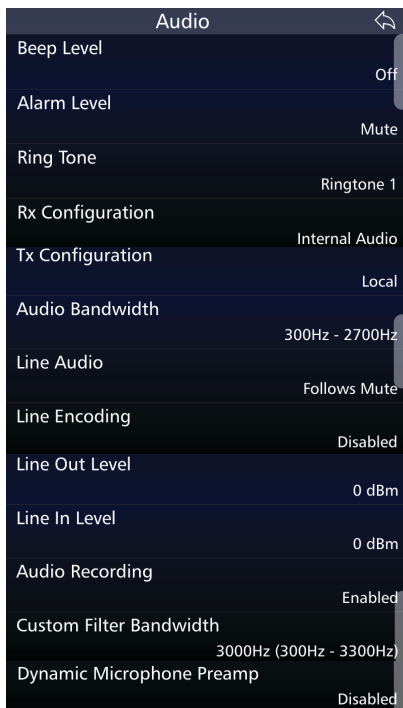 Audio
Beep Level
Off
Alarm Level
Mute
Ring Tone
Ringtone 1
Rx Configuration
Internal Audio
Tx Configuration
Local
Audio Bandwidth
300Hz - 2700Hz
Line Audio
Follows Mute
Line Encoding
Disabled
Line Out Level
0 dBm
Line In Level
0 dBm
Audio Recording
Enabled
Custom Filter Bandwidth
3000Hz (300Hz - 3300Hz)
Dynamic Microphone Preamp
Disabled